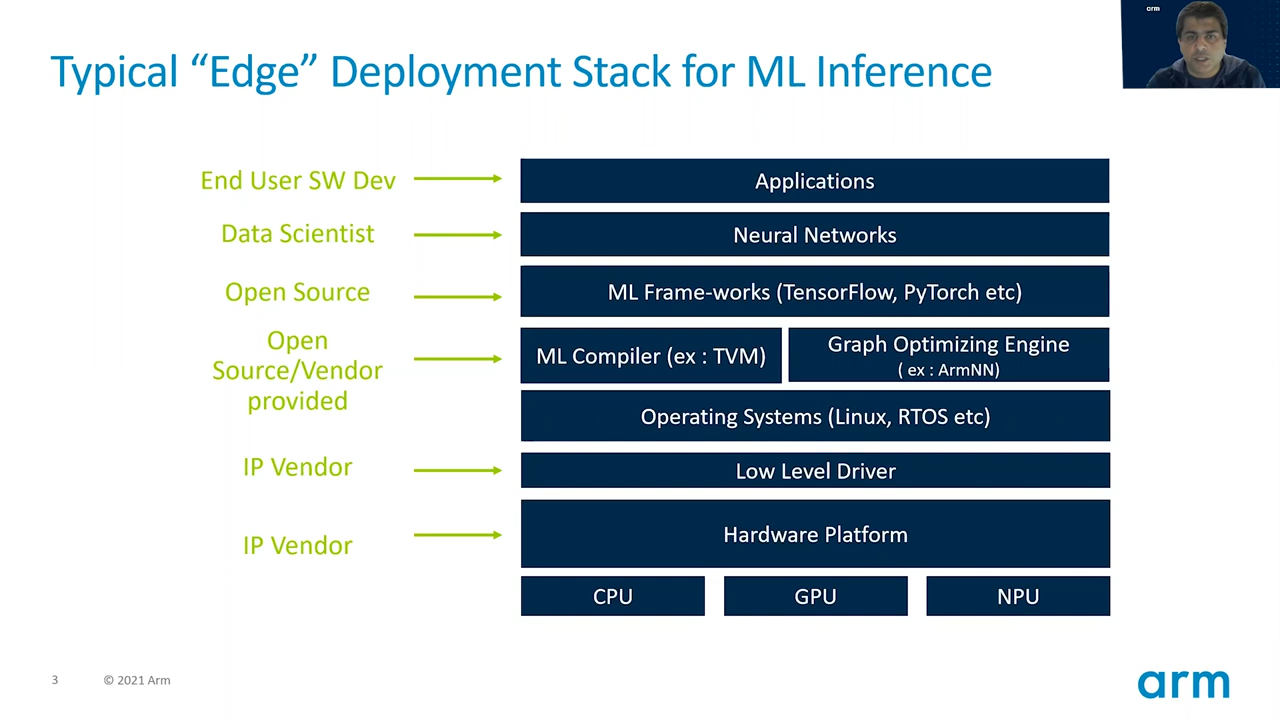 arm
Typical “Edge” Deployment Stack for ML Inference
End User SW Dev
Applications
Data Scientist
Neural Networks
Open Source
ML Frame-works (TensorFlow, PyTorch etc)
Open
Source/Vendor
provided
ML Compiler (ex : TVM)
Graph Optimizing Engine
( ex : ArmNN)
Operating Systems (Linux, RTOS etc)
IP Vendor
Low Level Driver
IP Vendor
Hardware Platform
CPU
GPU
NPU
3
© 2021 Arm
arm